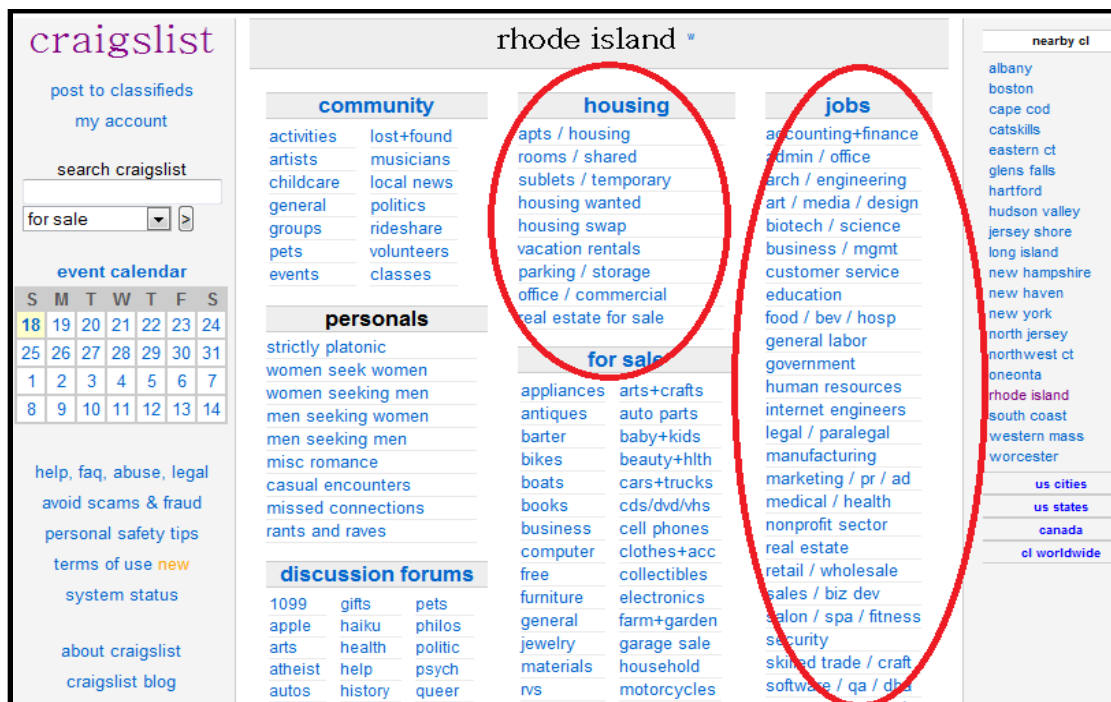 craigslist
post to classifieds
my account
search craigslist
for sale
>
event calendar
S M T W T F S
18 19 20 21 22 23 24
25 26 27 28 29 30 31
1 2 3 4 5 6 7
8 9 10 11 12 13 14
help, faq, abuse, legal
avoid scams & fraud
personal safety tips
terms of use new
system status
about craigslist
craigslist blog
rhode island w
community
activities lost+found
artists musicians
childcare local news
general politics
groups rideshare
pets volunteers
events classes
personals
strictly platonic
women seek women
women seeking men
men seeking women
men seeking men
misc romance
casual encounters
missed connections
rants and raves
discussion forums
1099 gifts pets
apple haiku philos
arts health politic
atheist help psych
autos history queer
housing
apts / housing
rooms / shared
sublets / temporary
housing wanted
housing swap
vacation rentals
parking / storage
office / commercial
real estate for sale
for sale
appliances arts+crafts
antiques auto parts
barter baby+kids
bikes beauty+hlth
boats cars+trucks
books cds/dvd/vhs
business cell phones
computer clothes+acc
free collectibles
furniture electronics
general farm+garden
jewelry garage sale
materials household
rvs motorcycles
jobs
accounting+finance
admin / office
arch / engineering
art / media / design
biotech / science
business / mgmt
customer service
education
food / bev / hosp
general labor
government
human resources
internet engineers
legal / paralegal
manufacturing
marketing / pr / ad
medical / health
nonprofit sector
real estate
retail / wholesale
sales / biz dev
salon / spa / fitness
security
skilled trade / craft
software / qa / dba
nearby cl
albany
boston
cape cod
catskills
eastern ct
glens falls
hartford
hudson valley
jersey shore
long island
new hampshire
new haven
new york
north jersey
northwest ct
oneonta
rhode island
south coast
western mass
worcester
us cities
us states
canada
cl worldwide